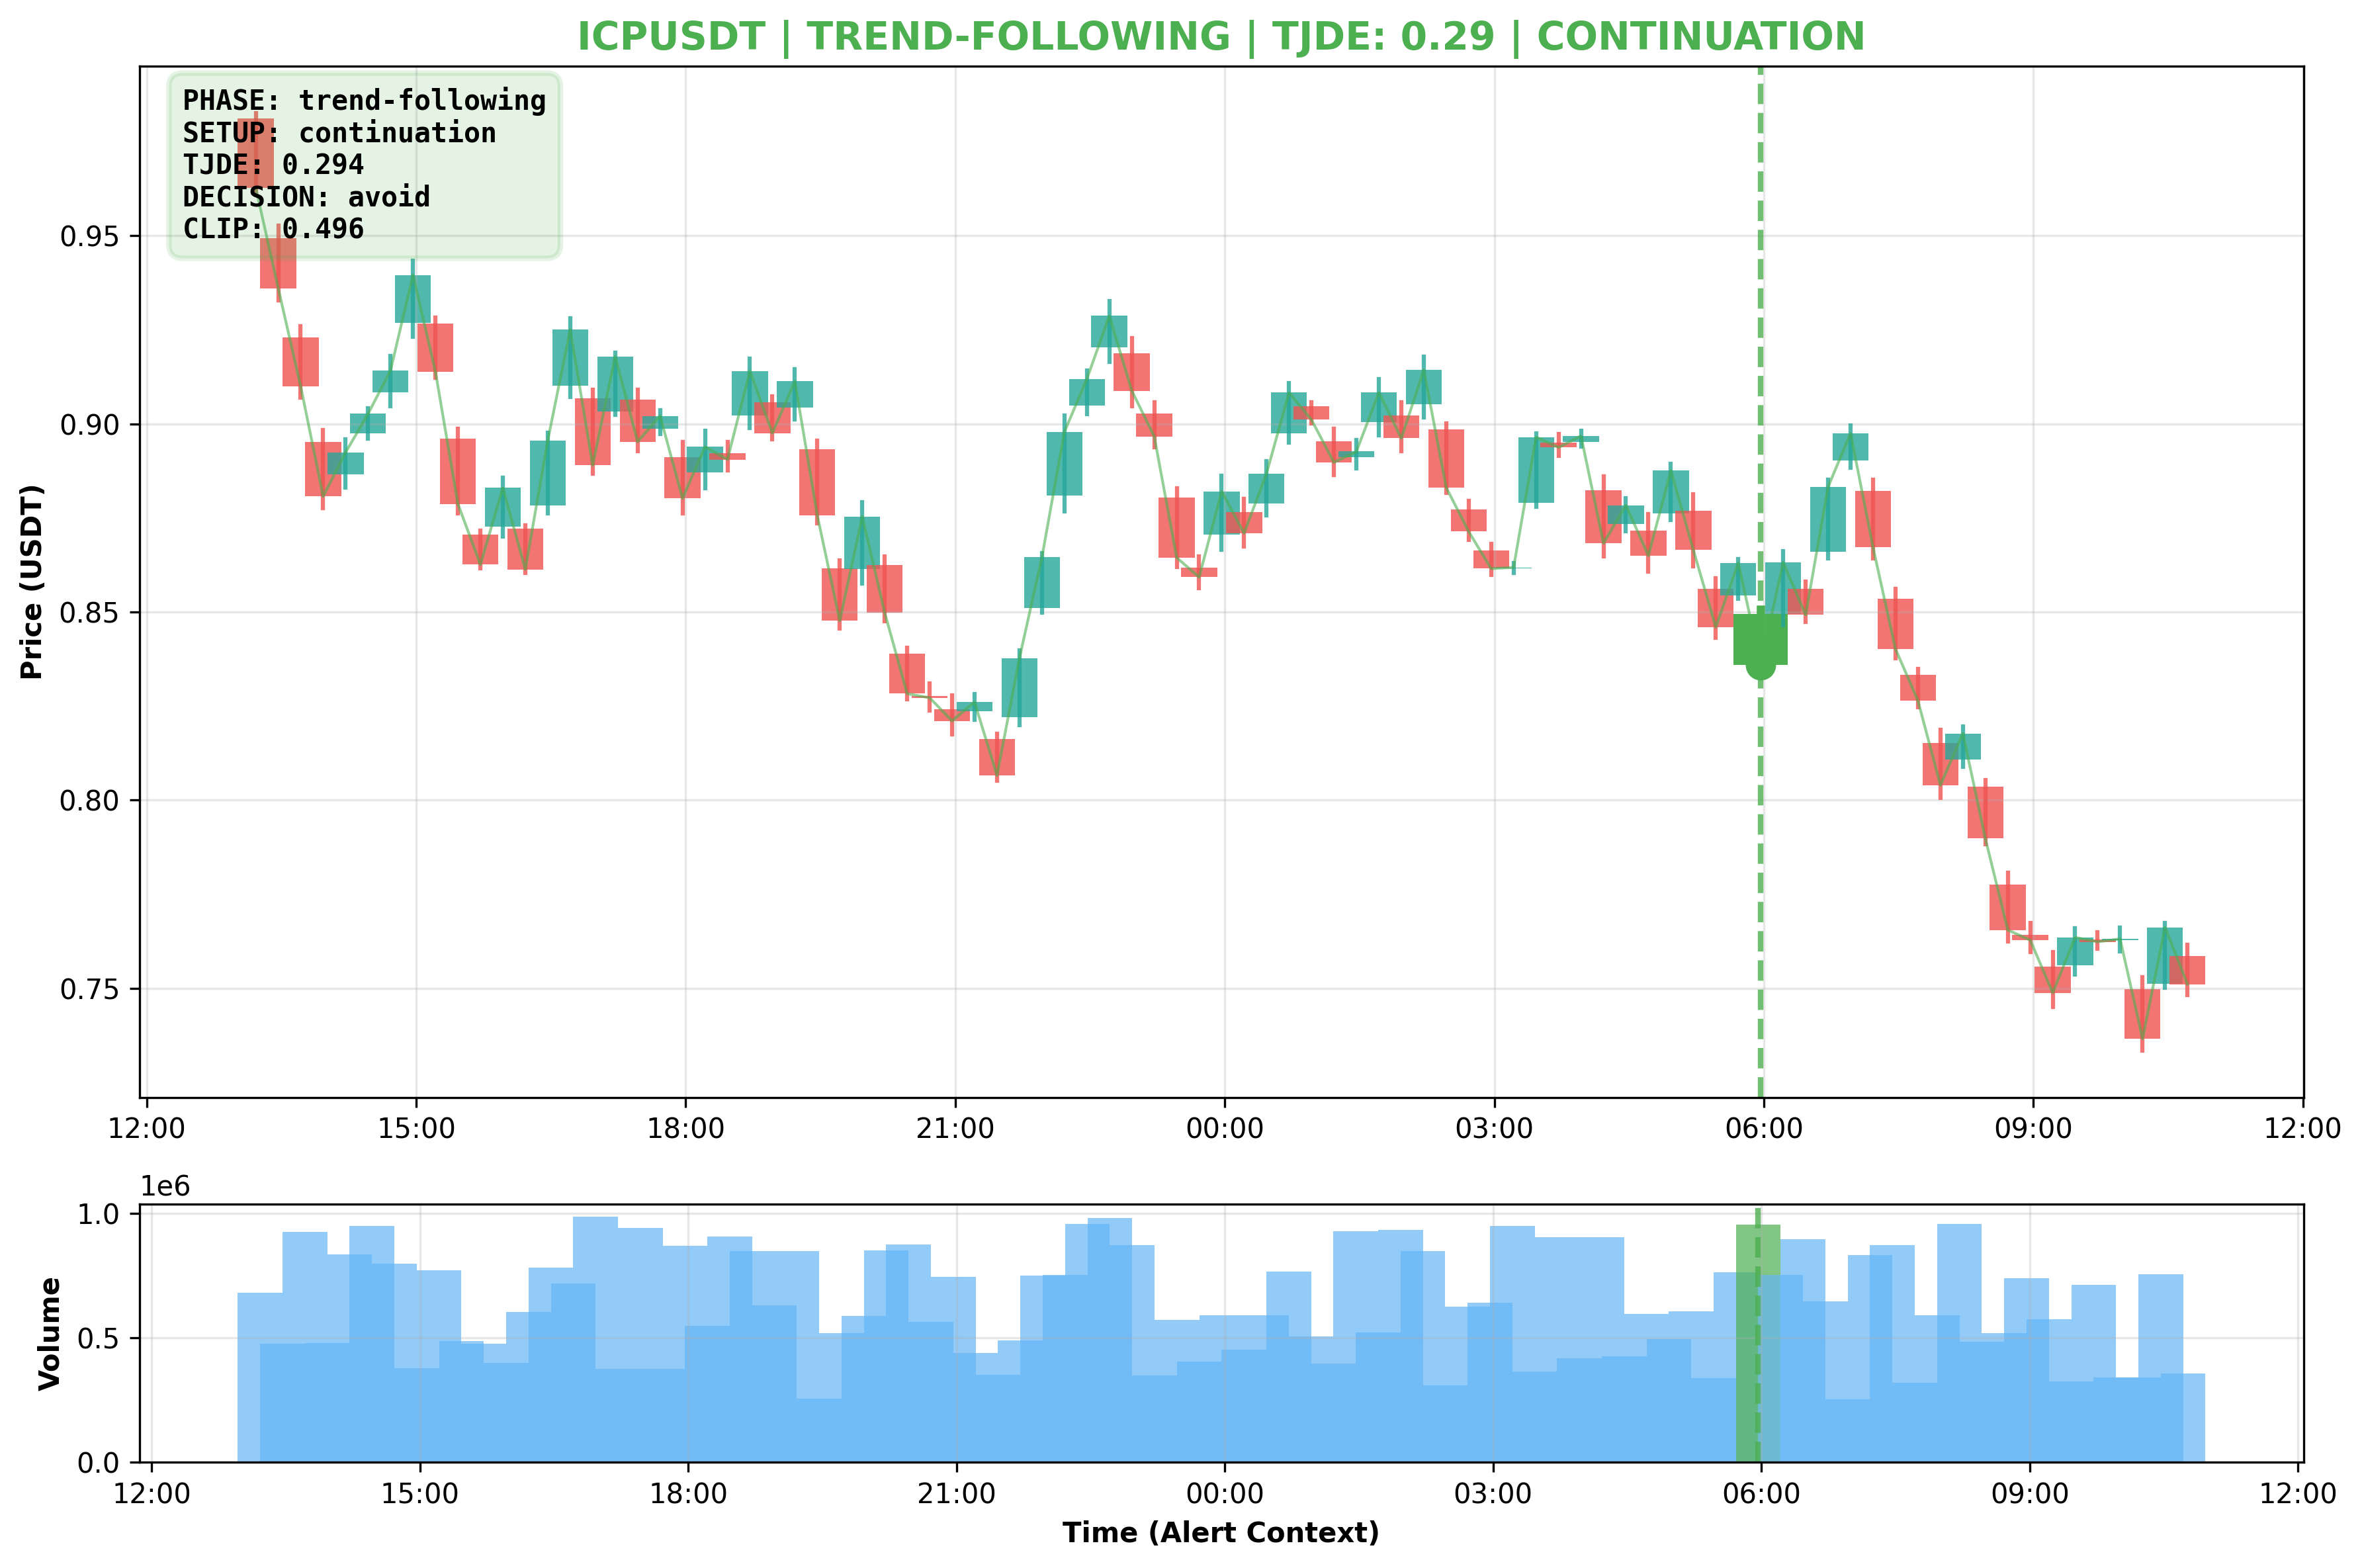 ICPUSDT | TREND-FOLLOWING | TJDE: 0.29 | CONTINUATION
PHASE: trend-following
SETUP: continuation
TJDE: 0.294
DECISION: avoid
CLIP: 0.496
Price (USDT)
0.95
0.90
0.85
0.80
0.75
12:00 15:00 18:00 21:00 00:00 03:00 06:00 09:00 12:00
1e6
Volume
1.0
0.5
0.0
12:00 15:00 18:00 21:00 00:00 03:00 06:00 09:00 12:00
Time (Alert Context)